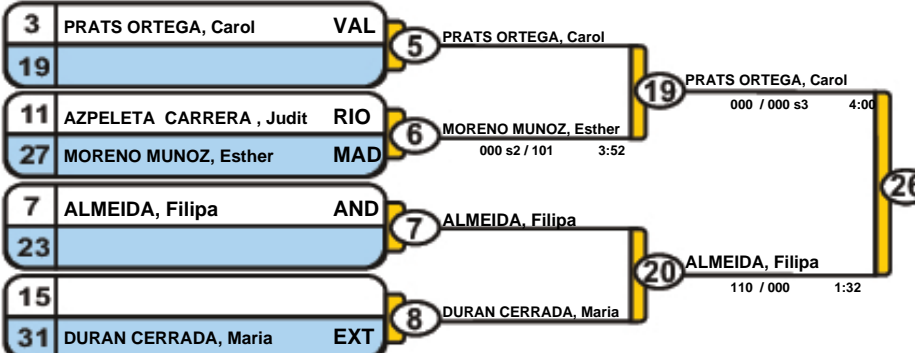 3 PRATS ORTEGA, Carol VAL
19
5
PRATS ORTEGA, Carol
11 AZPELETA CARRERA , Judit RIO
27 MORENO MUNOZ, Esther MAD
6
MORENO MUNOZ, Esther
000 s2 / 101 3:52
19
PRATS ORTEGA, Carol
000 / 000 s3 4:00
7 ALMEIDA, Filipa AND
23
7
ALMEIDA, Filipa
15
31 DURAN CERRADA, Maria EXT
8
DURAN CERRADA, Maria
20
ALMEIDA, Filipa
110 / 000 1:32
26